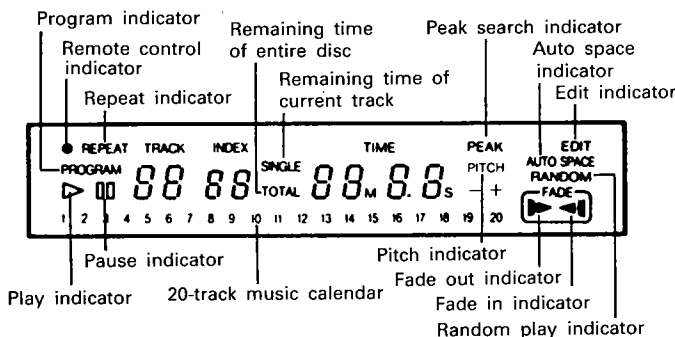 Program indicator
Remote control
indicator
Repeat indicator
Remaining time
of entire disc
Remaining time of
current track
Peak search indicator
Auto space
indicator
Edit indicator
REPEAT TRACK INDEX TIME PEAK EDIT
PROGRAM SINGLE PITCH AUTO SPACE
RANDOM
88 88 TOTAL 88M 8.8s − + FADE
1 2 3 4 5 6 7 8 9 10 11 12 13 14 15 16 17 18 19 20
Pause indicator
Play indicator
20-track music calendar
Pitch indicator
Fade out indicator
Fade in indicator
Random play indicator